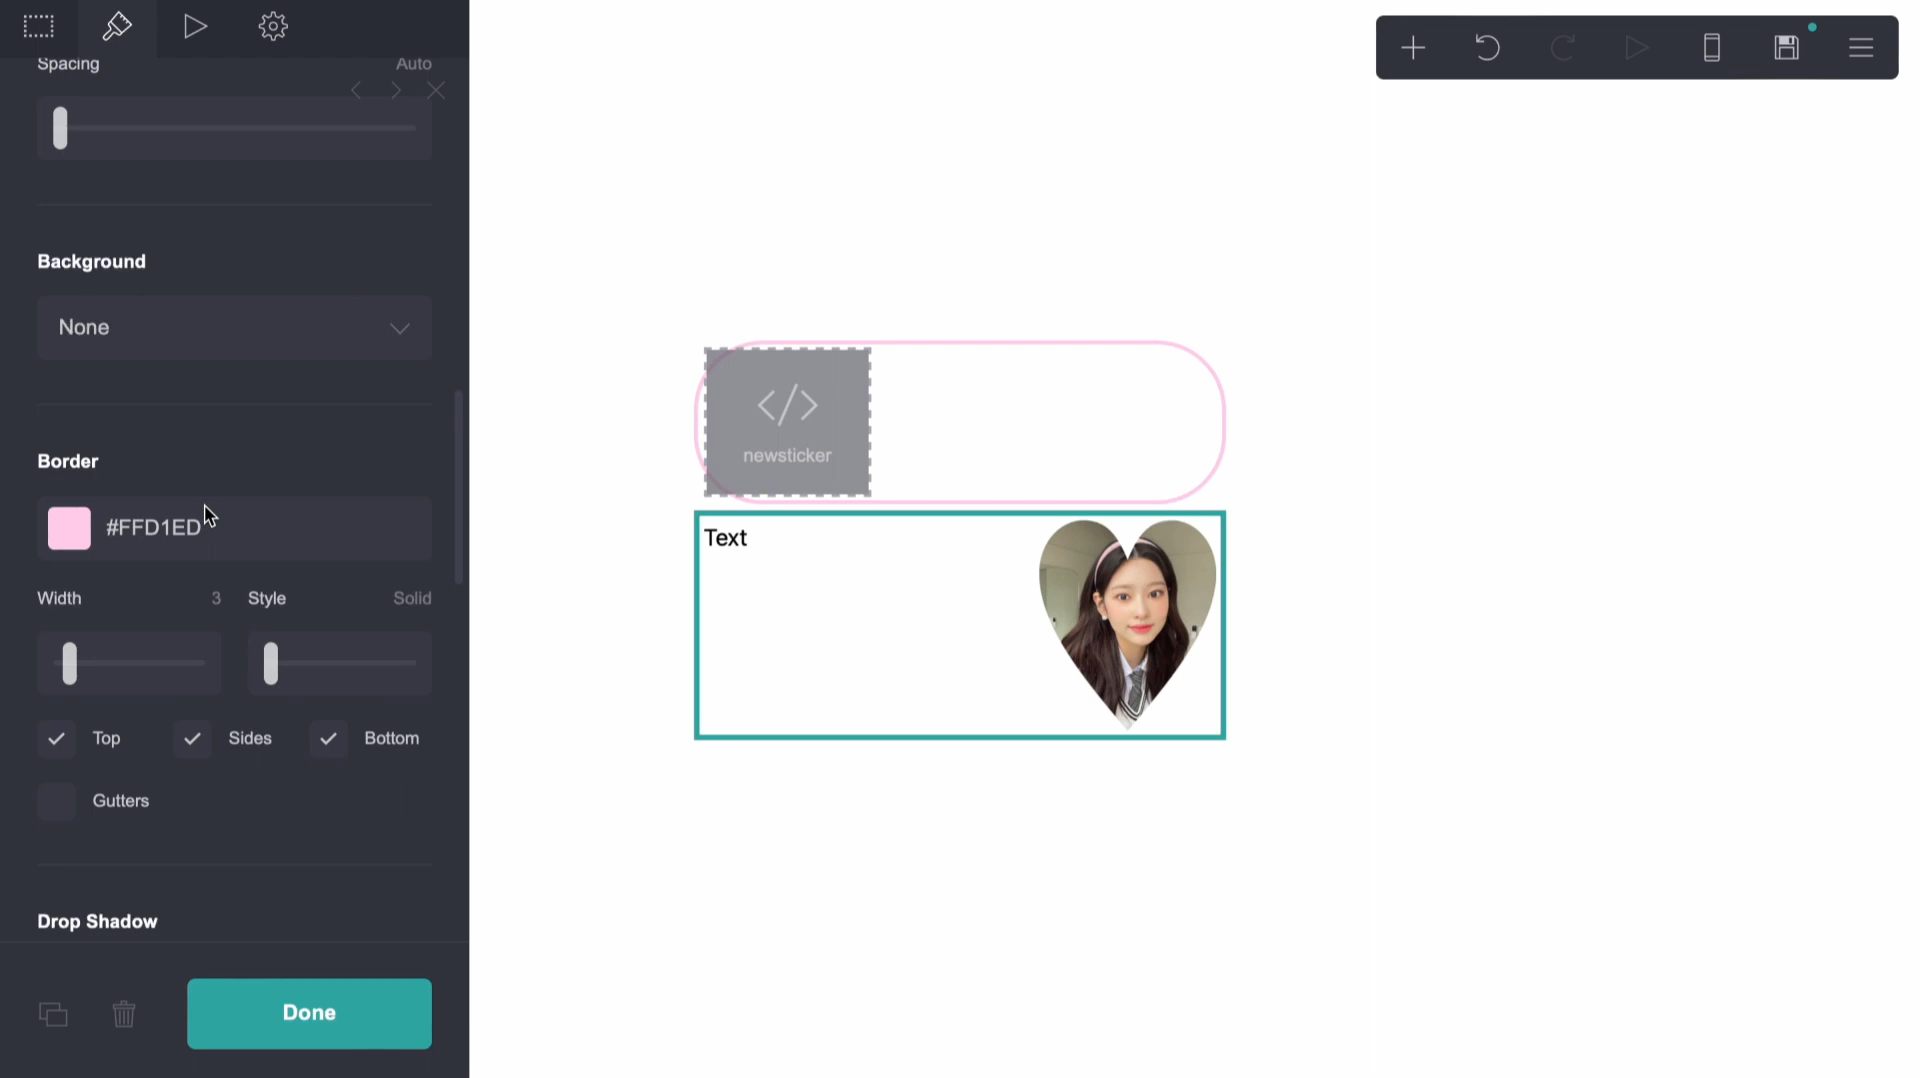 Spacing Auto
Background
None
Border
#FFD1ED
Width 3 Style Solid
Top Sides Bottom
Gutters
Drop Shadow
Done
newsticker
Text